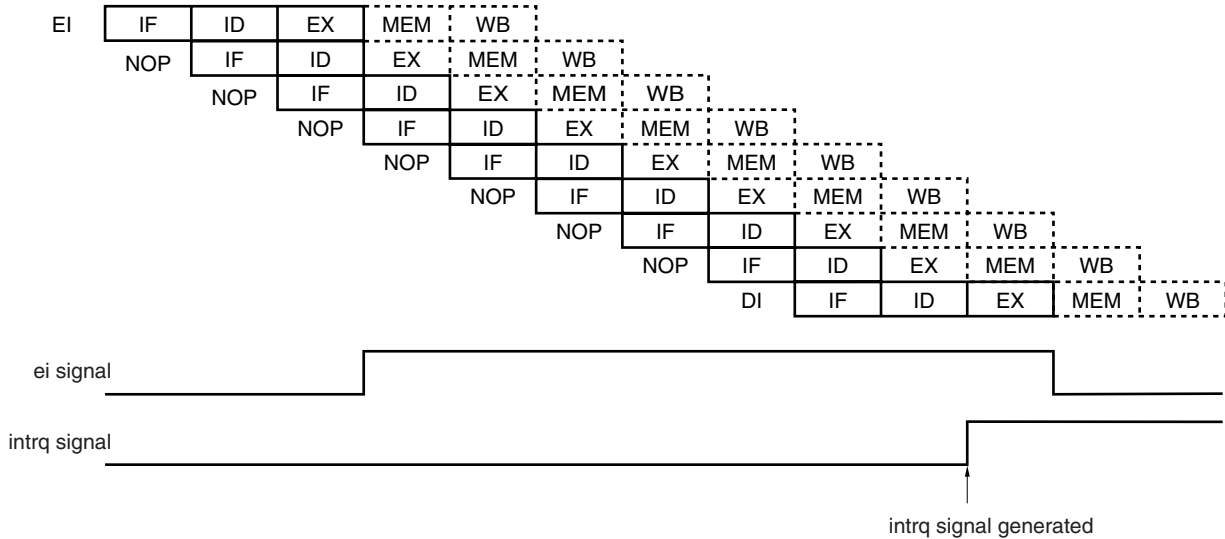 EI IF ID EX MEM WB
NOP IF ID EX MEM WB
NOP IF ID EX MEM WB
NOP IF ID EX MEM WB
NOP IF ID EX MEM WB
NOP IF ID EX MEM WB
NOP IF ID EX MEM WB
NOP IF ID EX MEM WB
DI IF ID EX MEM WB
ei signal
intrq signal
intrq signal generated